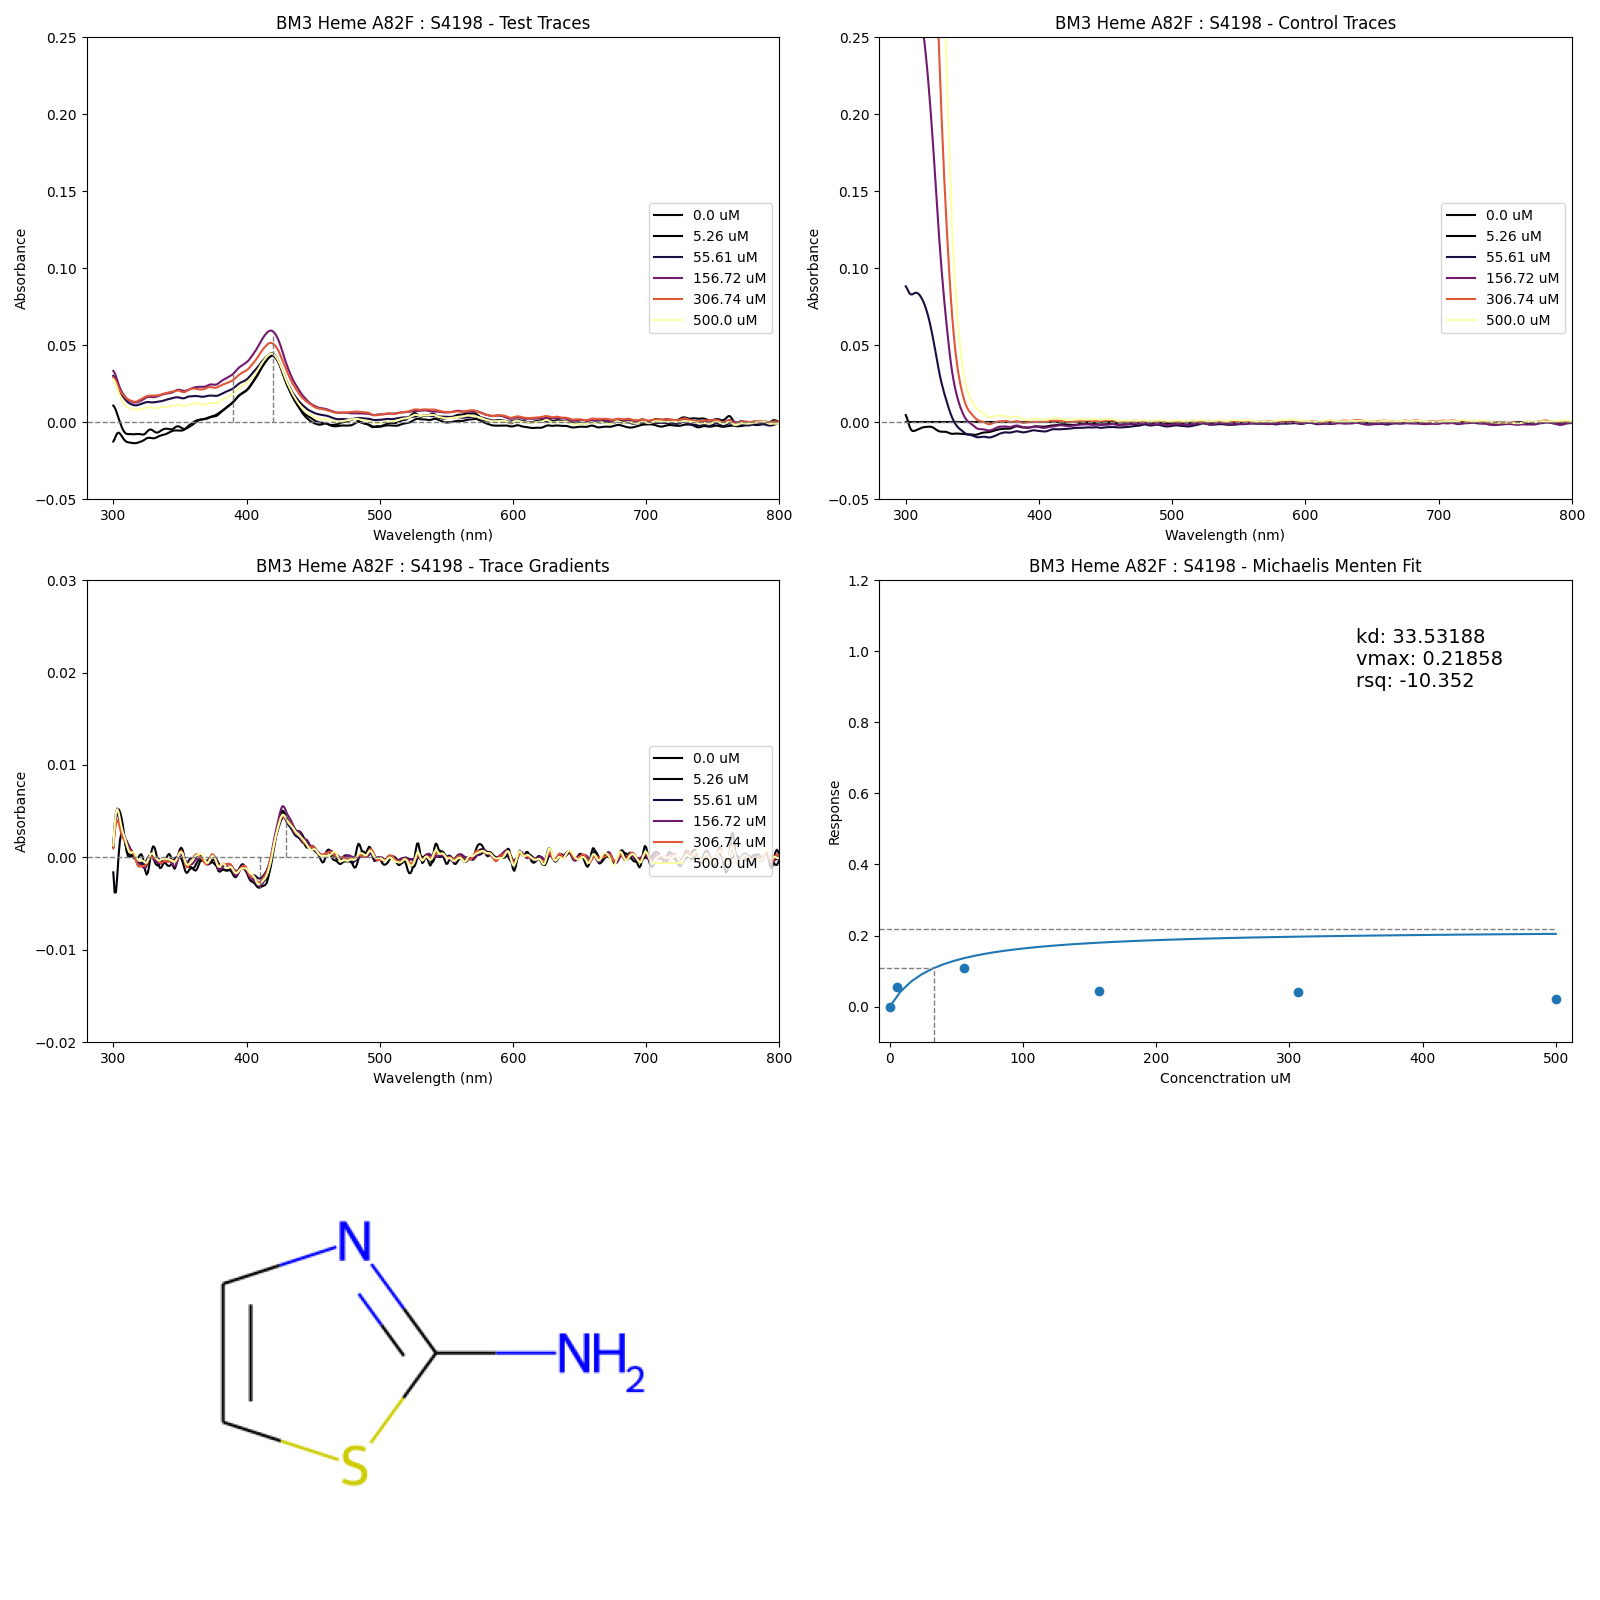 BM3 Heme A82F : S4198 - Test Traces
0.25
0.20
0.15
0.10
0.05
0.00
−0.05
Absorbance
300 400 500 600 700 800
Wavelength (nm)
0.0 uM
5.26 uM
55.61 uM
156.72 uM
306.74 uM
500.0 uM
BM3 Heme A82F : S4198 - Control Traces
0.25
0.20
0.15
0.10
0.05
0.00
−0.05
Absorbance
300 400 500 600 700 800
Wavelength (nm)
0.0 uM
5.26 uM
55.61 uM
156.72 uM
306.74 uM
500.0 uM
BM3 Heme A82F : S4198 - Trace Gradients
0.03
0.02
0.01
0.00
−0.01
−0.02
Absorbance
300 400 500 600 700 800
Wavelength (nm)
0.0 uM
5.26 uM
55.61 uM
156.72 uM
306.74 uM
500.0 uM
BM3 Heme A82F : S4198 - Michaelis Menten Fit
1.2
1.0
0.8
0.6
0.4
0.2
0.0
Response
0 100 200 300 400 500
Concenctration uM
kd: 33.53188
vmax: 0.21858
rsq: -10.352
N
NH2
S